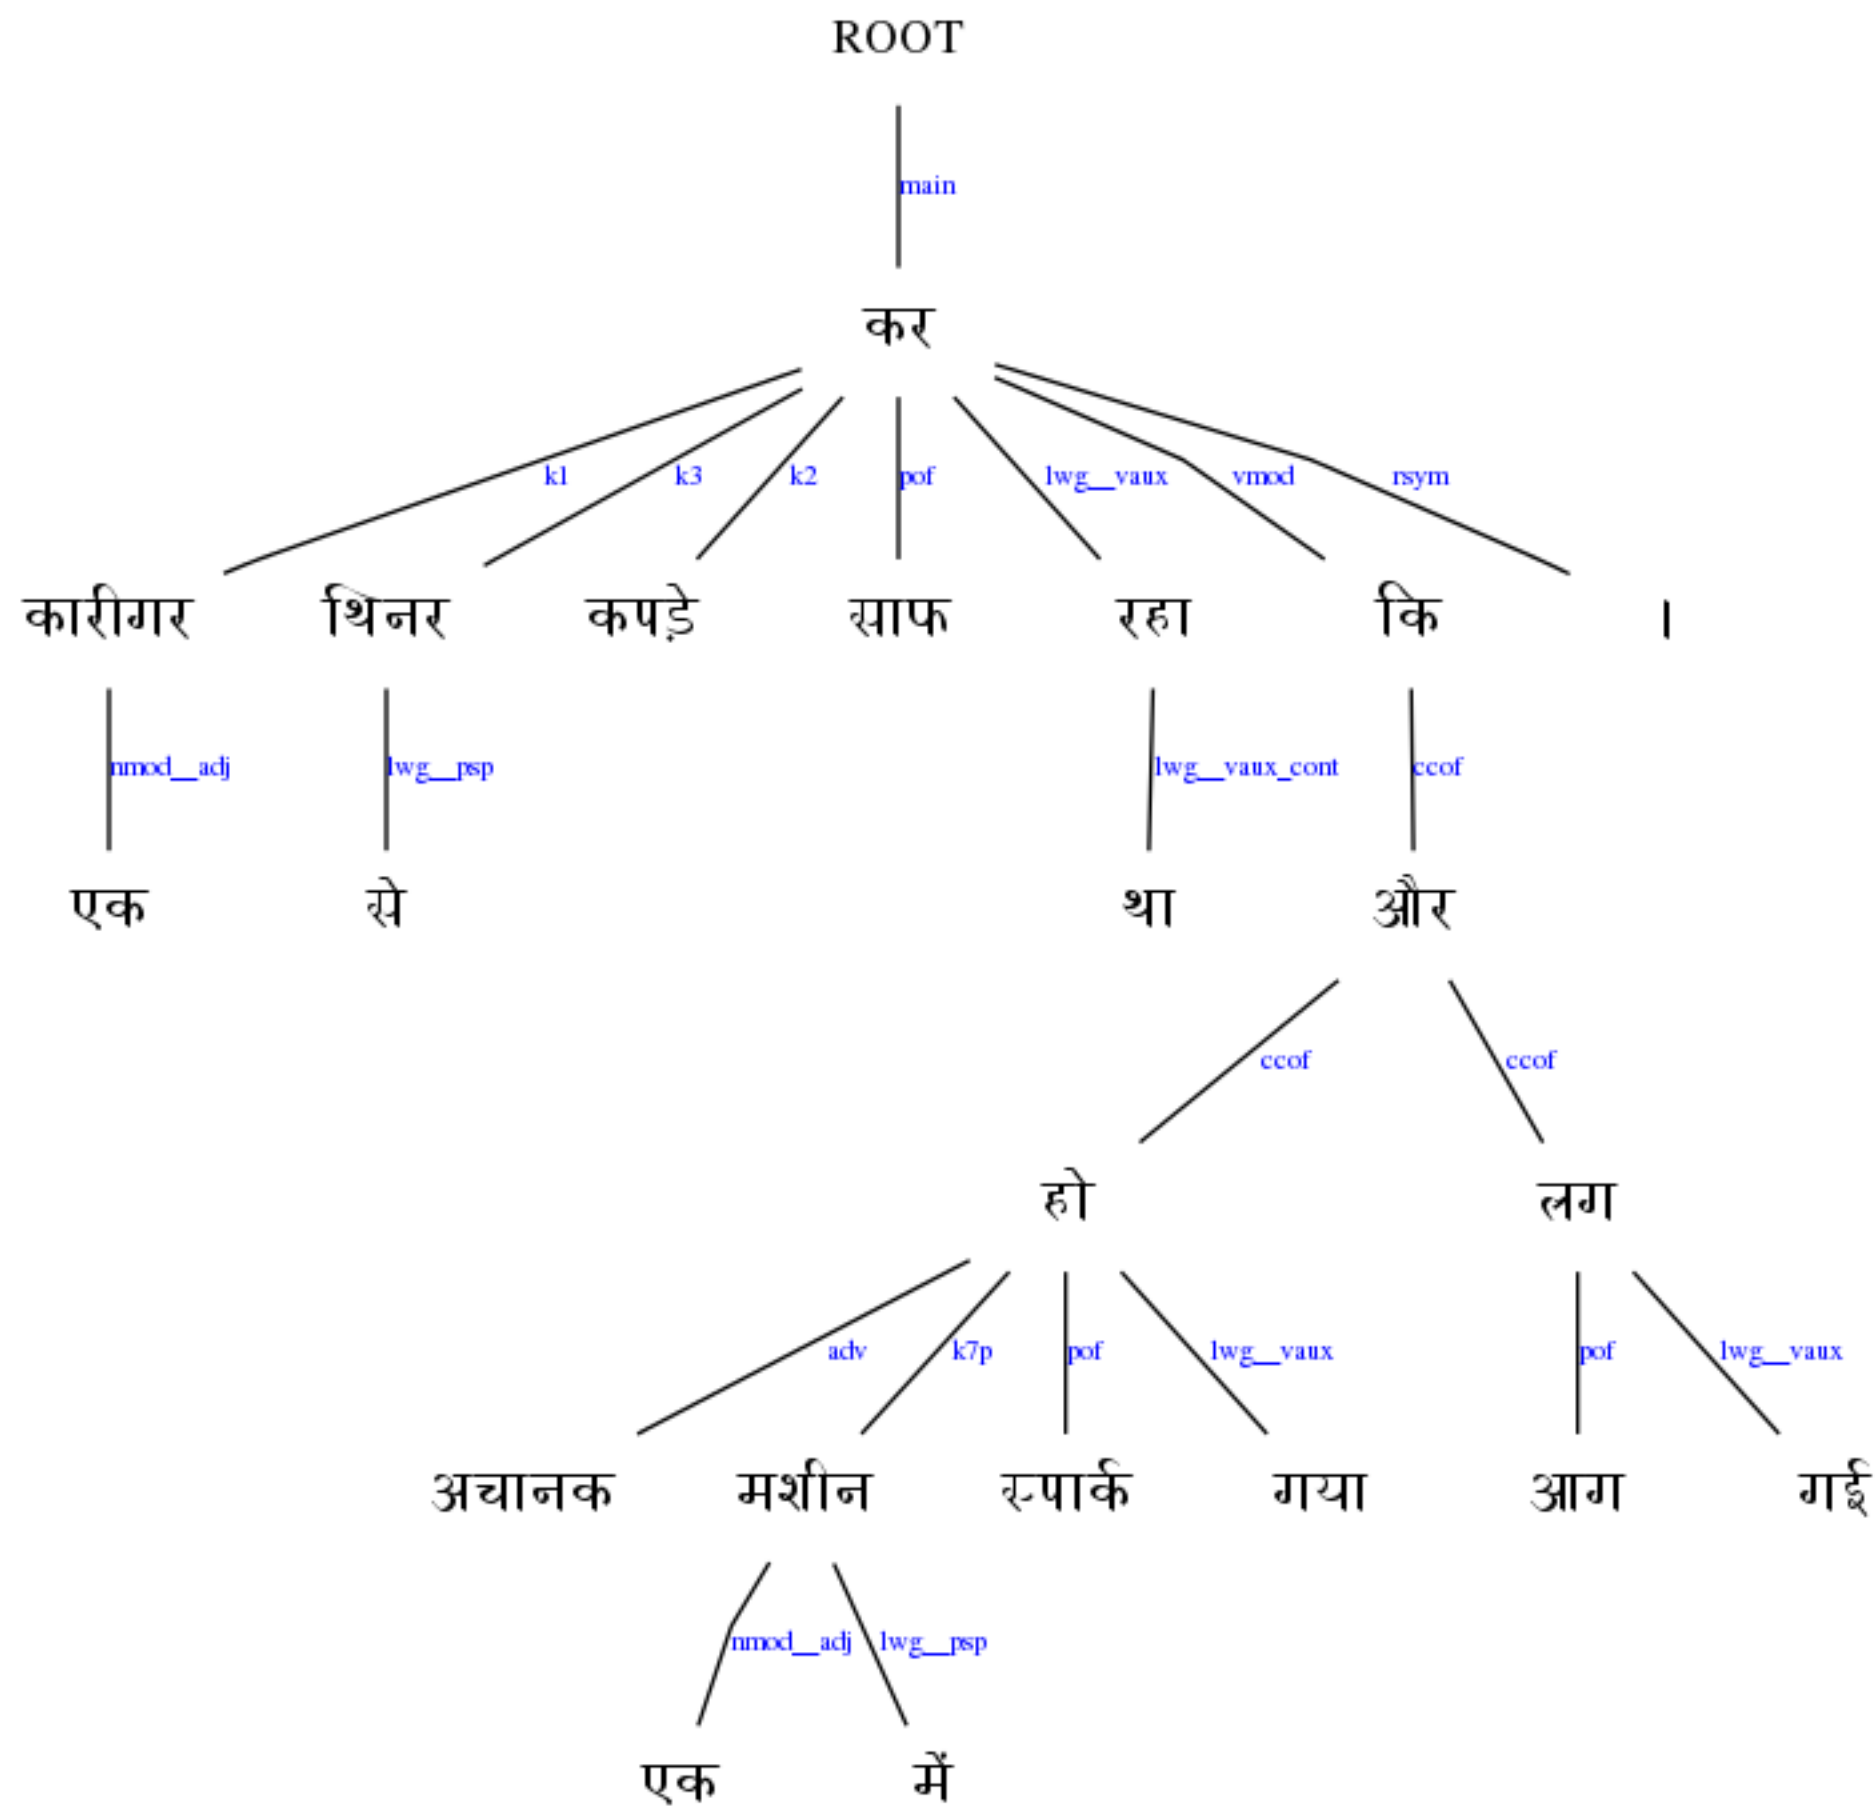 ROOT
main
कर
k1 k3 k2 pof lwg__vaux vmod rsym
कारीगर थिनर कपड़े साफ रहा कि ।
nmod__adj lwg__psp lwg__vaux_cont ccof
एक से था और
ccof ccof
हो लग
adv k7p pof lwg__vaux pof lwg__vaux
अचानक मशीन स्पार्क गया आग गई
nmod__adj lwg__psp
एक में